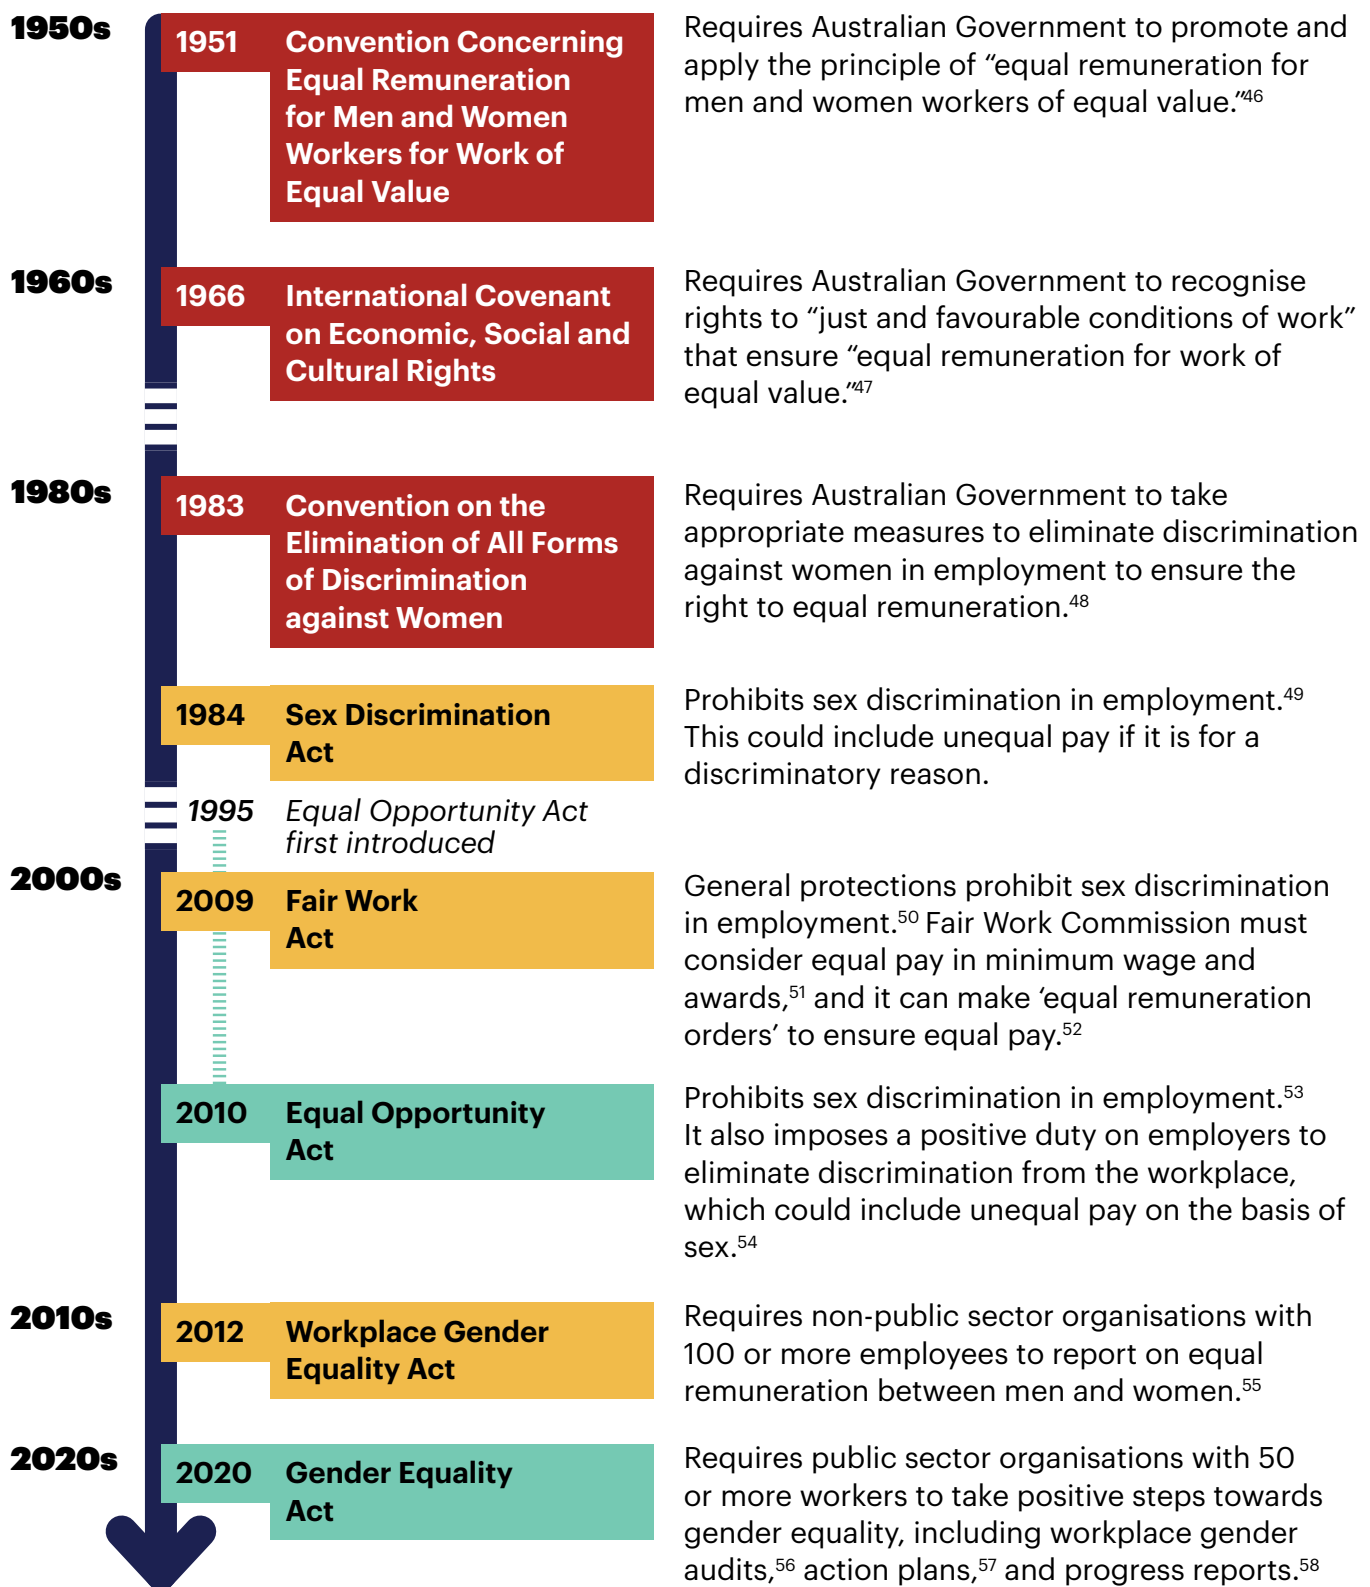 1950s
1951
Convention Concerning
Equal Remuneration
for Men and Women
Workers for Work of
Equal Value
Requires Australian Government to promote and
apply the principle of “equal remuneration for
men and women workers of equal value.”46
1960s
1966
International Covenant
on Economic, Social and
Cultural Rights
Requires Australian Government to recognise
rights to “just and favourable conditions of work”
that ensure “equal remuneration for work of
equal value.”47
1980s
1983
Convention on the
Elimination of All Forms
of Discrimination
against Women
Requires Australian Government to take
appropriate measures to eliminate discrimination
against women in employment to ensure the
right to equal remuneration.48
1984
Sex Discrimination
Act
Prohibits sex discrimination in employment.49
This could include unequal pay if it is for a
discriminatory reason.
1995
Equal Opportunity Act
first introduced
2000s
2009
Fair Work
Act
General protections prohibit sex discrimination
in employment.50 Fair Work Commission must
consider equal pay in minimum wage and
awards,51 and it can make ‘equal remuneration
orders’ to ensure equal pay.52
2010
Equal Opportunity
Act
Prohibits sex discrimination in employment.53
It also imposes a positive duty on employers to
eliminate discrimination from the workplace,
which could include unequal pay on the basis of
sex.54
2010s
2012
Workplace Gender
Equality Act
Requires non-public sector organisations with
100 or more employees to report on equal
remuneration between men and women.55
2020s
2020
Gender Equality
Act
Requires public sector organisations with 50
or more workers to take positive steps towards
gender equality, including workplace gender
audits,56 action plans,57 and progress reports.58